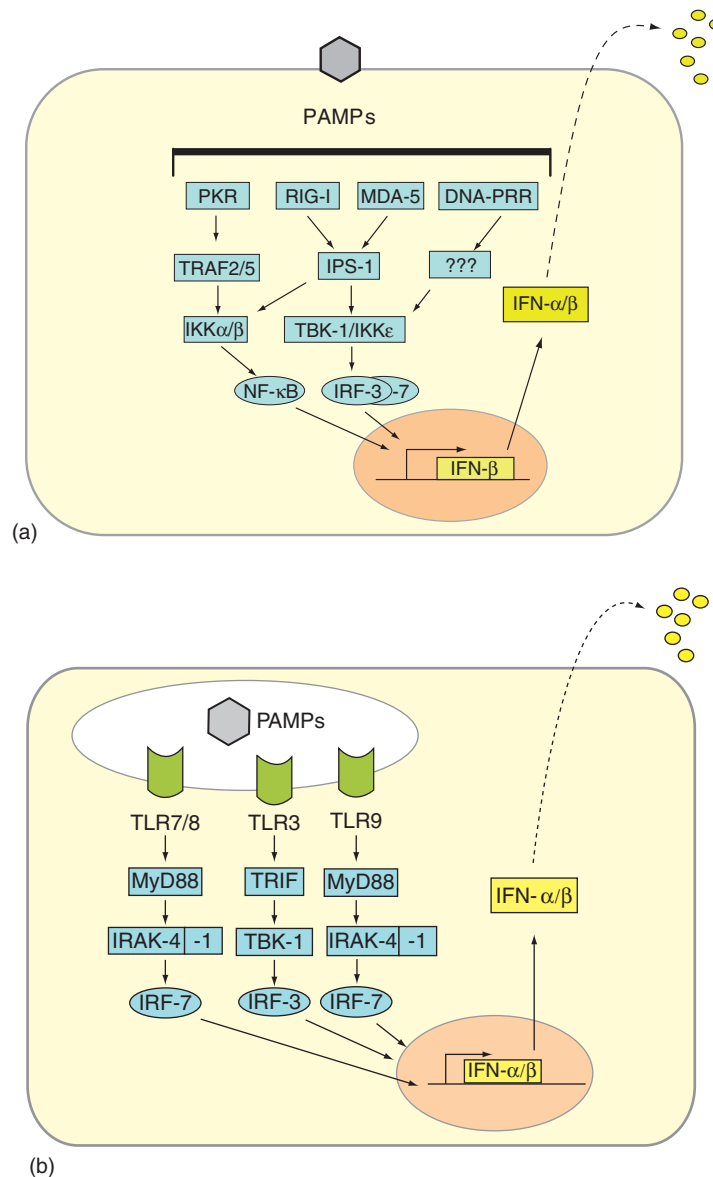 PAMPs
PKR RIG-I MDA-5 DNA-PRR
TRAF2/5 IPS-1 ???
IFN-α/β
IKKα/β TBK-1/IKKε
NF-κB IRF-3 -7
IFN-β
(a)
PAMPs
TLR7/8 TLR3 TLR9
MyD88 TRIF MyD88
IFN- α/β
IRAK-4 -1 TBK-1 IRAK-4 -1
IRF-7 IRF-3 IRF-7
IFN-α/β
(b)